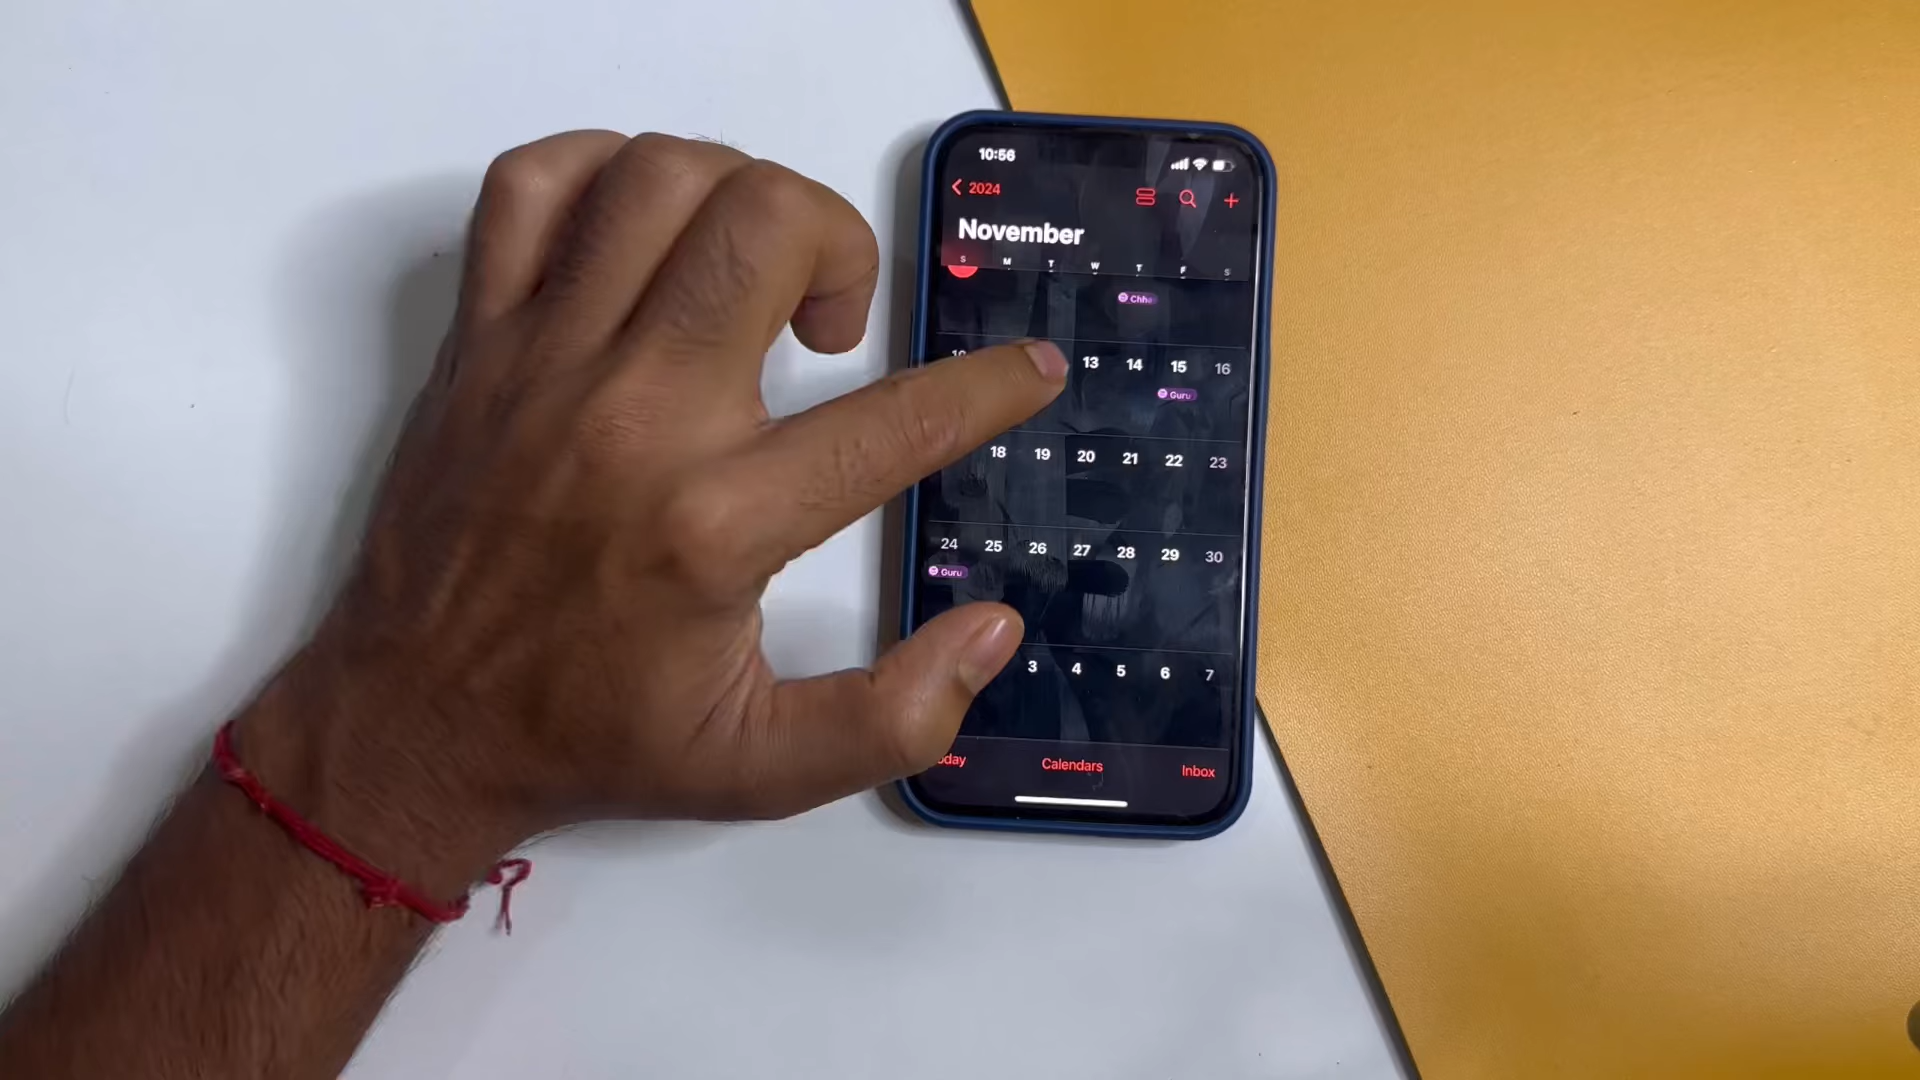 10:56
2024
November
S M T W T F S
Chha
13 14 15 16
Guru
18 19 20 21 22 23
24 25 26 27 28 29 30
Guru
3 4 5 6 7
oday Calendars Inbox